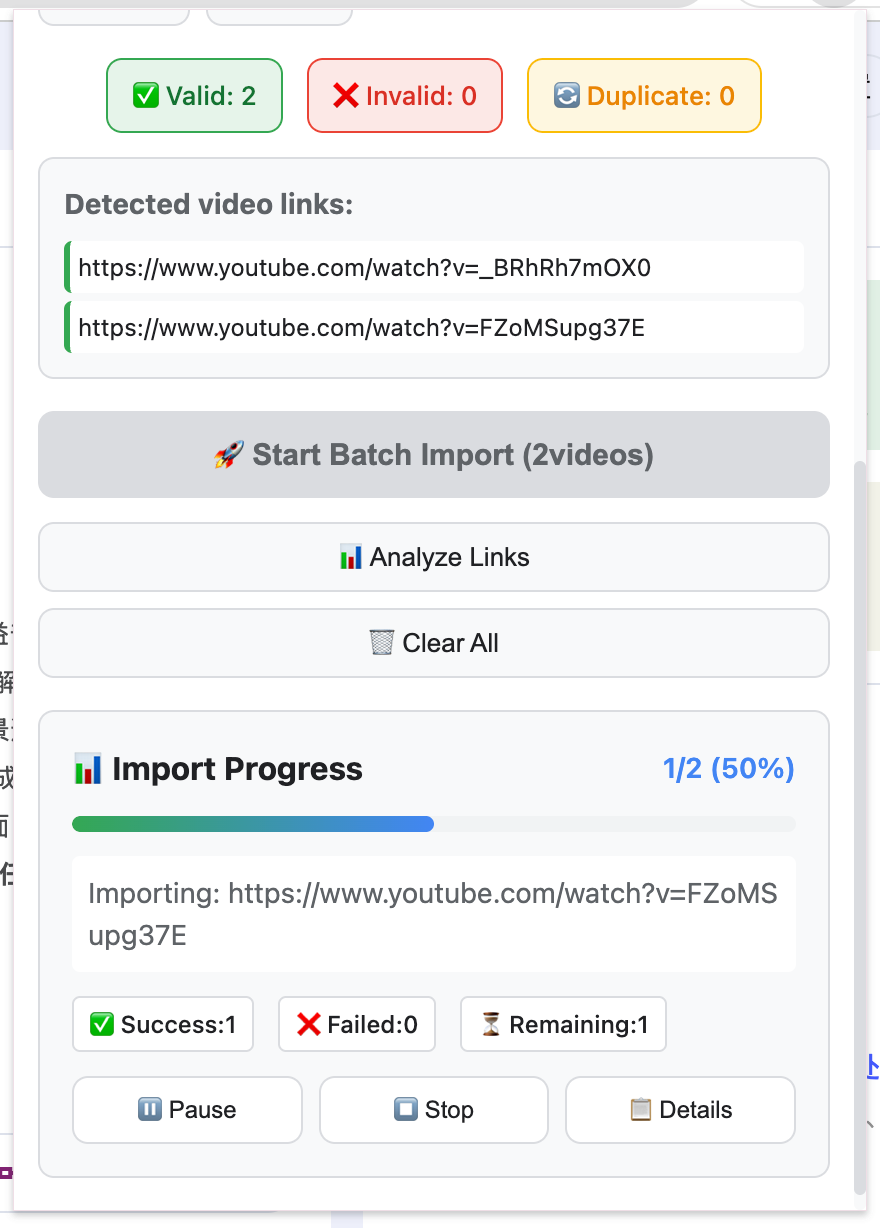 ✅ Valid: 2
❌ Invalid: 0
🔄 Duplicate: 0
Detected video links:
https://www.youtube.com/watch?v=_BRhRh7mOX0
https://www.youtube.com/watch?v=FZoMSupg37E
🚀 Start Batch Import (2videos)
📊 Analyze Links
🗑️ Clear All
📊 Import Progress
1/2 (50%)
Importing: https://www.youtube.com/watch?v=FZoMS
upg37E
✅ Success:1
❌ Failed:0
⏳ Remaining:1
⏸️ Pause
⏹️ Stop
📋 Details